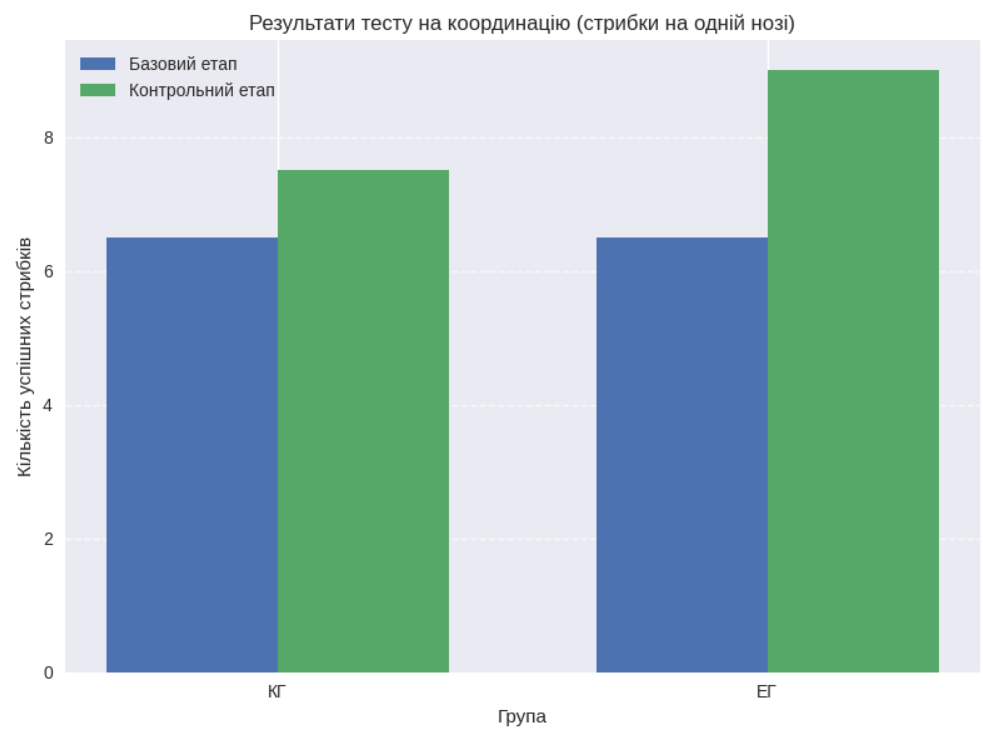 Результати тесту на координацію (стрибки на одній нозі)
Базовий етап
Контрольний етап
Кількість успішних стрибків
8
6
4
2
0
КГ
ЕГ
Група